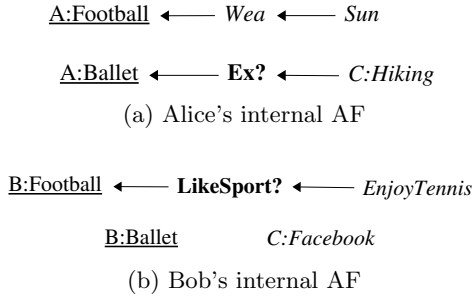 A:Football Wea Sun
A:Ballet Ex? C:Hiking
(a) Alice's internal AF
B:Football LikeSport? EnjoyTennis
B:Ballet C:Facebook
(b) Bob's internal AF